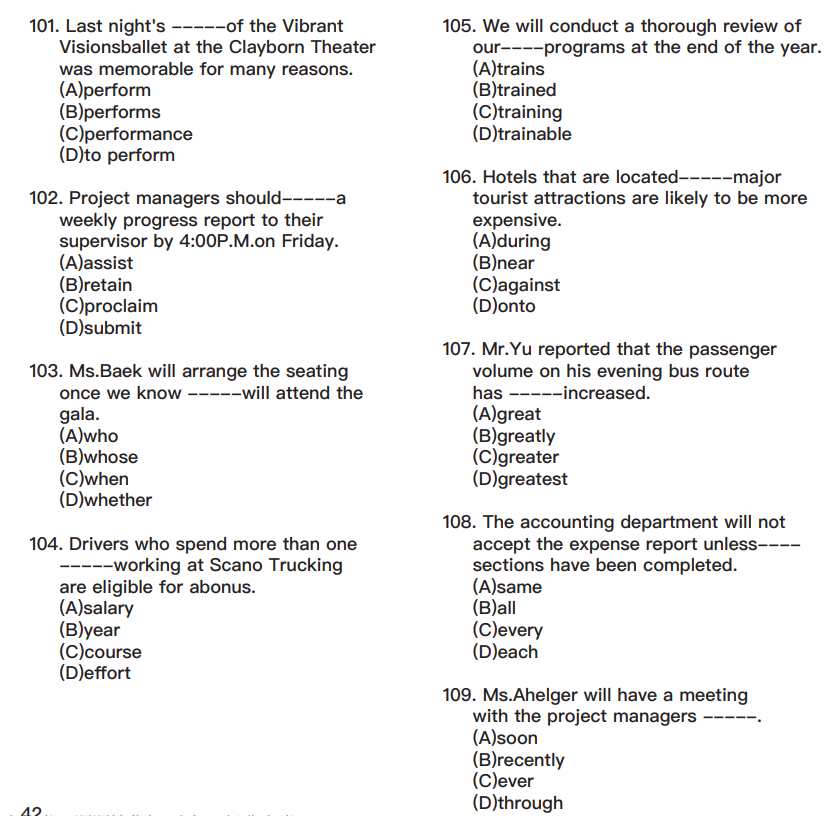 101. Last night's -----of the Vibrant
Visionsballet at the Clayborn Theater
was memorable for many reasons.
(A)perform
(B)performs
(C)performance
(D)to perform
102. Project managers should-----a
weekly progress report to their
supervisor by 4:00P.M.on Friday.
(A)assist
(B)retain
(C)proclaim
(D)submit
103. Ms.Baek will arrange the seating
once we know -----will attend the
gala.
(A)who
(B)whose
(C)when
(D)whether
104. Drivers who spend more than one
-----working at Scano Trucking
are eligible for abonus.
(A)salary
(B)year
(C)course
(D)effort
105. We will conduct a thorough review of
our----programs at the end of the year.
(A)trains
(B)trained
(C)training
(D)trainable
106. Hotels that are located-----major
tourist attractions are likely to be more
expensive.
(A)during
(B)near
(C)against
(D)onto
107. Mr.Yu reported that the passenger
volume on his evening bus route
has -----increased.
(A)great
(B)greatly
(C)greater
(D)greatest
108. The accounting department will not
accept the expense report unless----
sections have been completed.
(A)same
(B)all
(C)every
(D)each
109. Ms.Ahelger will have a meeting
with the project managers -----.
(A)soon
(B)recently
(C)ever
(D)through
42